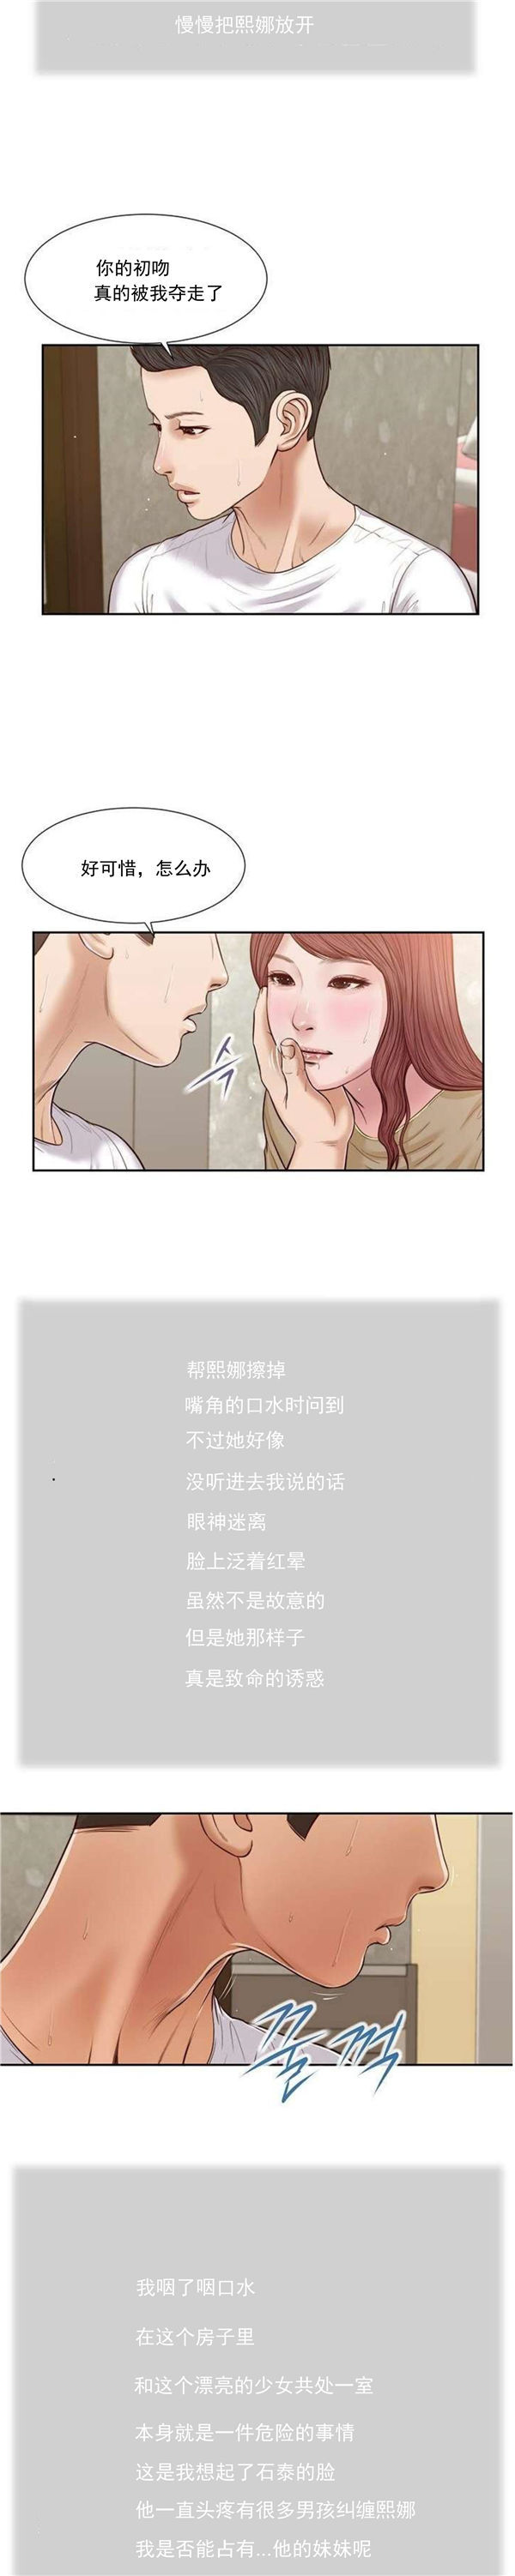 慢慢把熙娜放开
你的初吻
真的被我夺走了
好可惜，怎么办
슥
帮熙娜擦掉
嘴角的口水时问到
不过她好像
没听进去我说的话
眼神迷离
脸上泛着红晕
虽然不是故意的
但是她那样子
真是致命的诱惑
꿀꺽
我咽了咽口水
在这个房子里
和这个漂亮的少女共处一室
本身就是一件危险的事情
这是我想起了石泰的脸
他一直头疼有很多男孩纠缠熙娜
我是否能占有...他的妹妹呢